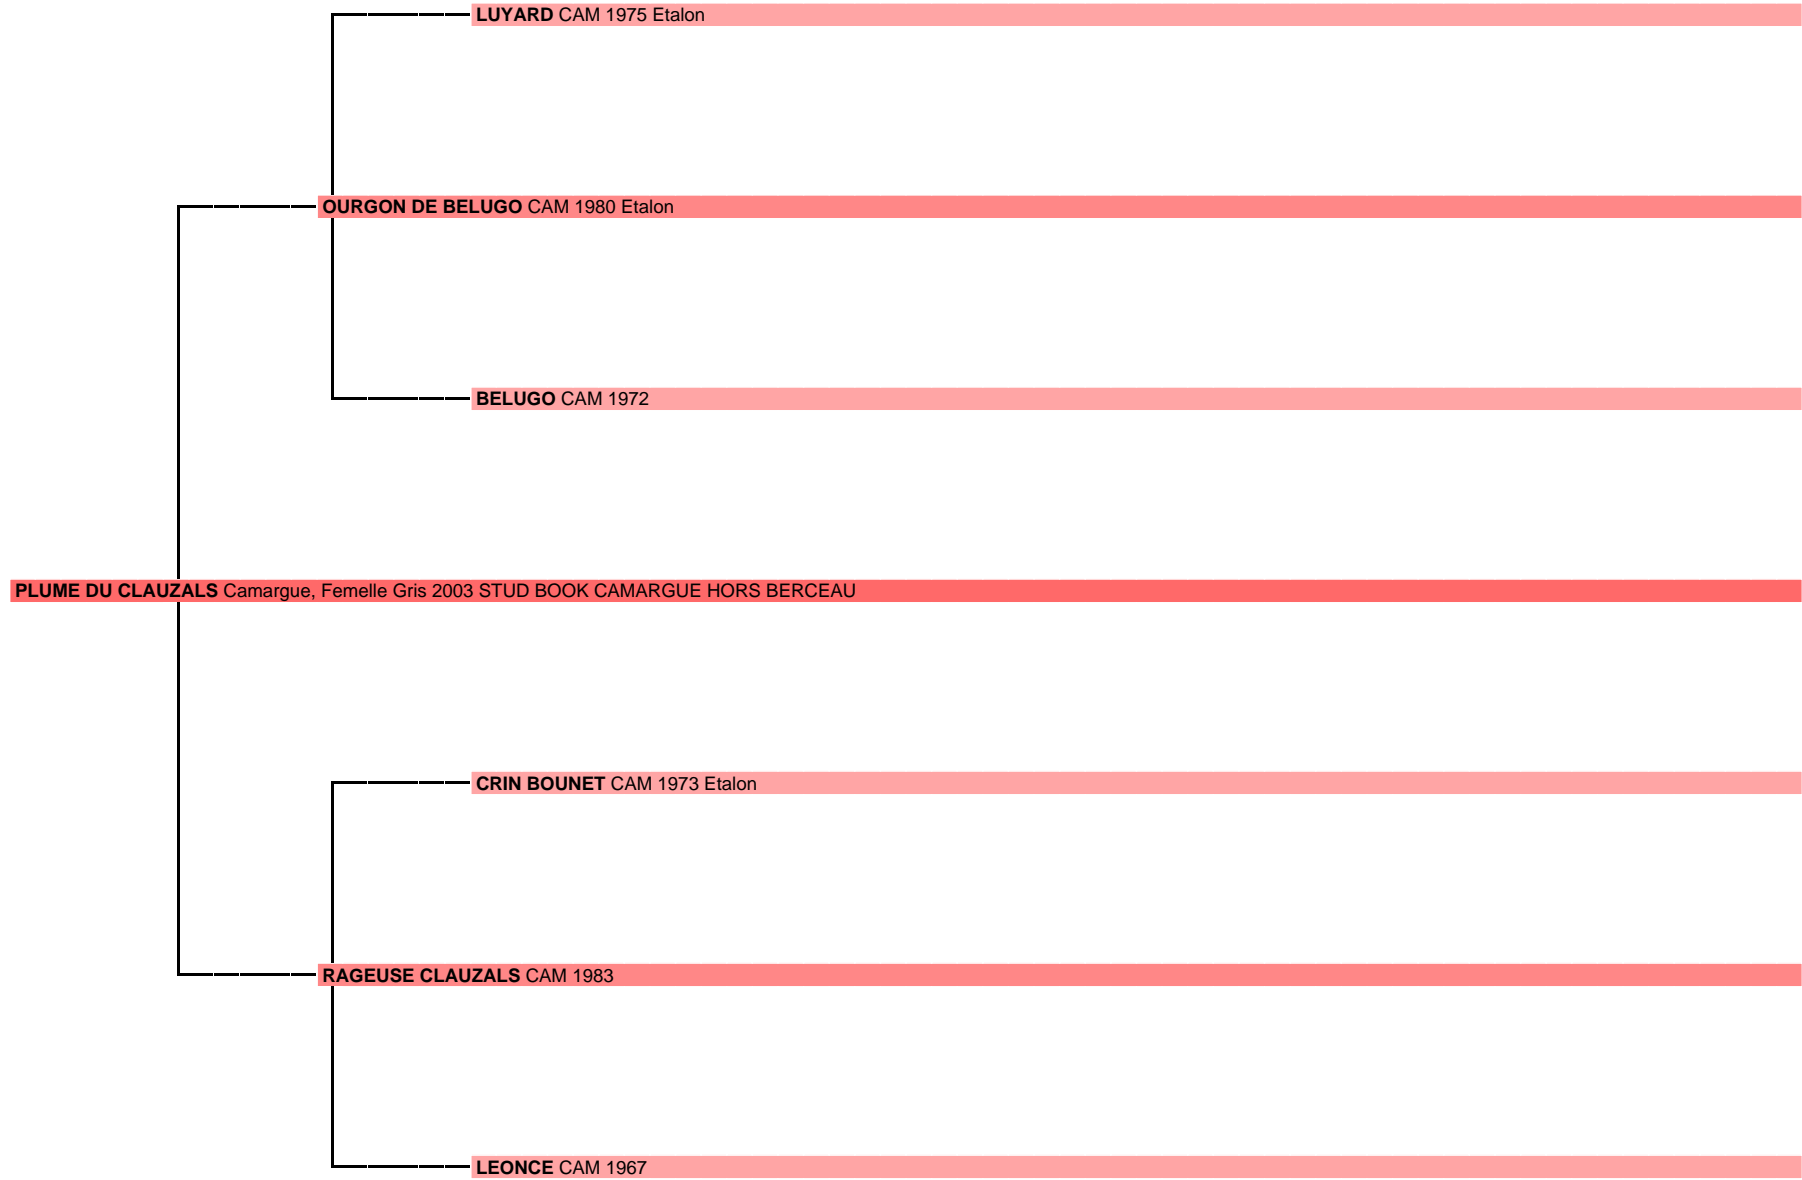 LUYARD CAM 1975 Etalon
OURGON DE BELUGO CAM 1980 Etalon
BELUGO CAM 1972
PLUME DU CLAUZALS Camargue, Femelle Gris 2003 STUD BOOK CAMARGUE HORS BERCEAU
CRIN BOUNET CAM 1973 Etalon
RAGEUSE CLAUZALS CAM 1983
LEONCE CAM 1967